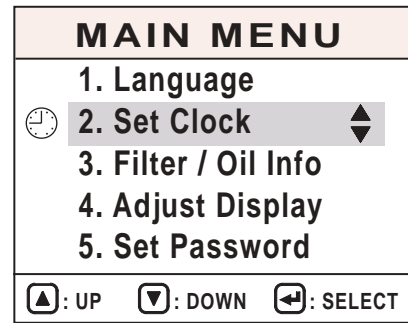 MAIN MENU
1. Language
2. Set Clock
3. Filter / Oil Info
4. Adjust Display
5. Set Password
: UP : DOWN : SELECT